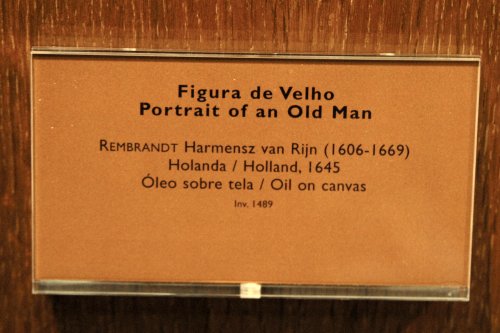 Figura de Velho
Portrait of an Old Man
REMBRANDT Harmensz van Rijn (1606-1669)
Holanda / Holland, 1645
Óleo sobre tela / Oil on canvas
Inv. 1489